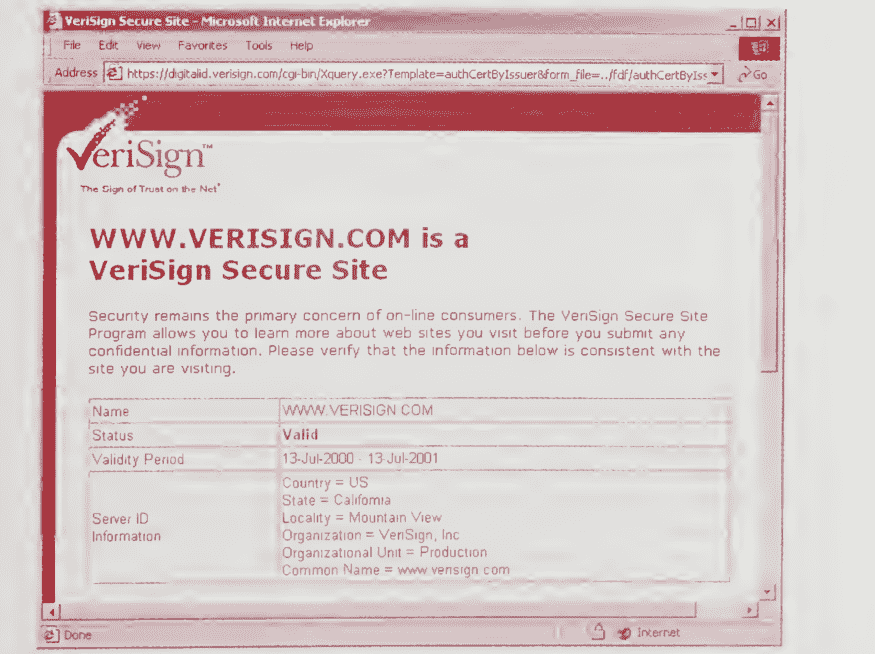 VeriSign Secure Site - Microsoft Internet Explorer
File Edit View Favorites Tools Help
Address https://digitalid.verisign.com/cgi-bin/Xquery.exe?Template=authCertByIssuer&form_file=../fdf/authCertByIss Go
VeriSign™
The Sign of Trust on the Net
WWW.VERISIGN.COM is a
VeriSign Secure Site
Security remains the primary concern of on-line consumers. The VeriSign Secure Site
Program allows you to learn more about web sites you visit before you submit any
confidential information. Please verify that the information below is consistent with the
site you are visiting.
Name WWW.VERISIGN.COM
Status Valid
Validity Period 13-Jul-2000 - 13-Jul-2001
Country = US
State = California
Server ID Locality = Mountain View
Information Organization = VeriSign, Inc
Organizational Unit = Production
Common Name = www.verisign.com
Done Internet